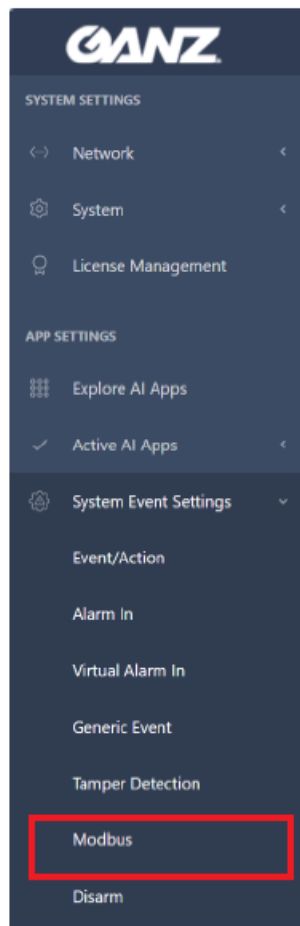 GANZ
SYSTEM SETTINGS
Network
System
License Management
APP SETTINGS
Explore AI Apps
Active AI Apps
System Event Settings
Event/Action
Alarm In
Virtual Alarm In
Generic Event
Tamper Detection
Modbus
Disarm